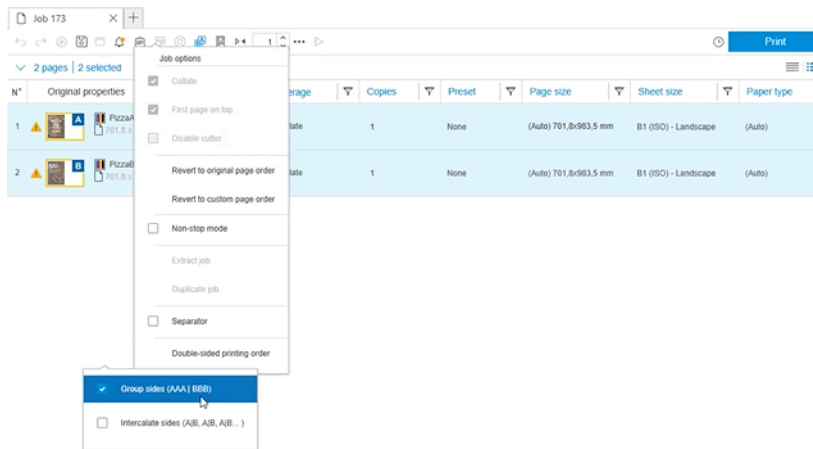 Job 173
1
Print
2 pages | 2 selected
N° Original properties erage Copies Preset Page size Sheet size Paper type
1 A PizzaA late 1 None (Auto) 701,8x983,5 mm B1 (ISO) - Landscape (Auto)
701,8 x
2 B PizzaB late 1 None (Auto) 701,8x983,5 mm B1 (ISO) - Landscape (Auto)
701,8 x
Job options
Collate
First page on top
Disable cutter
Revert to original page order
Revert to custom page order
Non-stop mode
Extract job
Duplicate job
Separator
Double-sided printing order
Group sides (AAA | BBB)
Intercalate sides (A|B, A|B, A|B... )